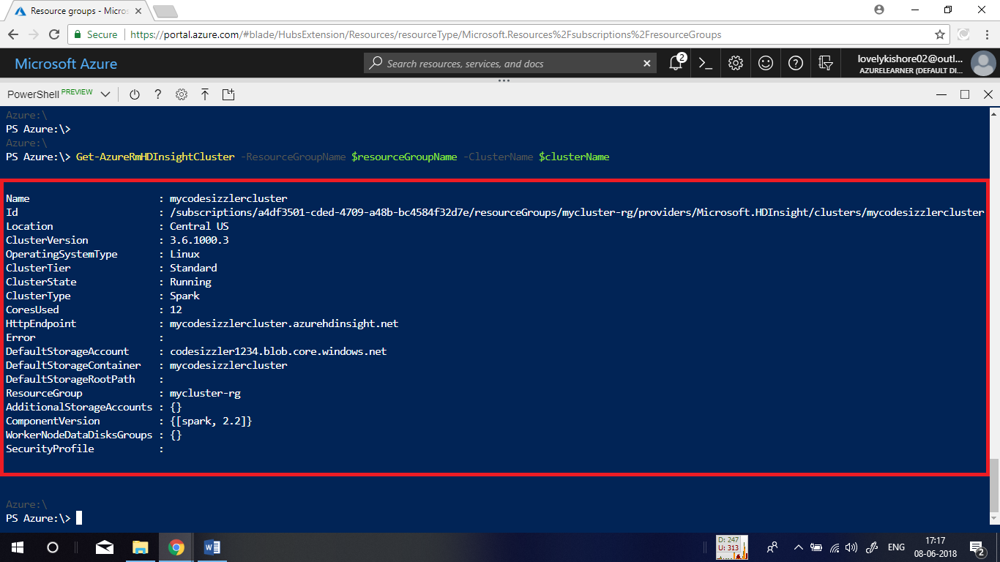 Resource groups - Micros
Secure https://portal.azure.com/#blade/HubsExtension/Resources/resourceType/Microsoft.Resources%2Fsubscriptions%2FresourceGroups
Microsoft Azure
Search resources, services, and docs
2
lovelykishore02@outl...
AZURELEARNER (DEFAULT DI...
PowerShell PREVIEW
Azure:\
PS Azure:\>
Azure:\
PS Azure:\> Get-AzureRmHDInsightCluster -ResourceGroupName $resourceGroupName -ClusterName $clusterName
Name : mycodesizzlercluster
Id : /subscriptions/a4df3501-cded-4709-a48b-bc4584f32d7e/resourceGroups/mycluster-rg/providers/Microsoft.HDInsight/clusters/mycodesizzlercluster
Location : Central US
ClusterVersion : 3.6.1000.3
OperatingSystemType : Linux
ClusterTier : Standard
ClusterState : Running
ClusterType : Spark
CoresUsed : 12
HttpEndpoint : mycodesizzlercluster.azurehdinsight.net
Error :
DefaultStorageAccount : codesizzler1234.blob.core.windows.net
DefaultStorageContainer : mycodesizzlercluster
DefaultStorageRootPath :
ResourceGroup : mycluster-rg
AdditionalStorageAccounts : {}
ComponentVersion : {[spark, 2.2]}
WorkerNodeDataDisksGroups : {}
SecurityProfile :
Azure:\
PS Azure:\>
D: 247
U: 313
ENG
17:17
08-06-2018
2